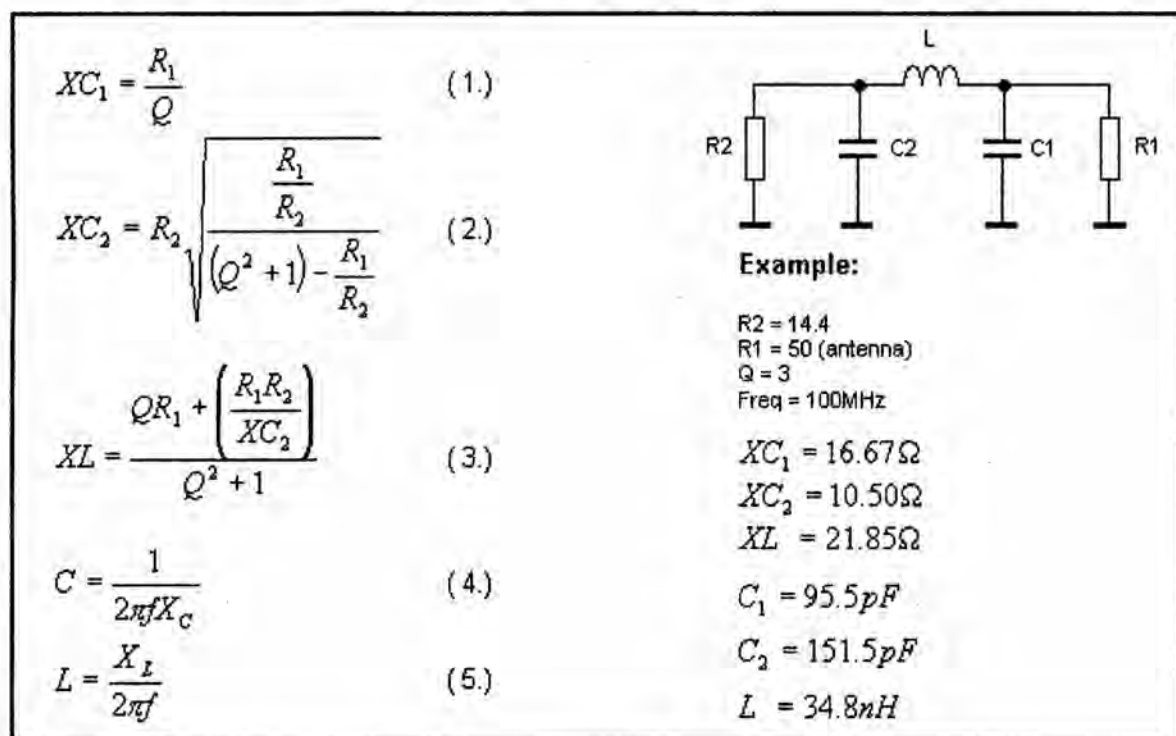 XC₁ = R₁ / Q (1.)
XC₂ = R₂ √( (R₁ / R₂) / ( (Q² + 1) − R₁ / R₂ ) ) (2.)
XL = ( QR₁ + ( R₁R₂ / XC₂ ) ) / ( Q² + 1 ) (3.)
C = 1 / 2πfX_C (4.)
L = X_L / 2πf (5.)
L
R2 C2 C1 R1
Example:
R2 = 14.4
R1 = 50 (antenna)
Q = 3
Freq = 100MHz
XC₁ = 16.67Ω
XC₂ = 10.50Ω
XL = 21.85Ω
C₁ = 95.5pF
C₂ = 151.5pF
L = 34.8nH